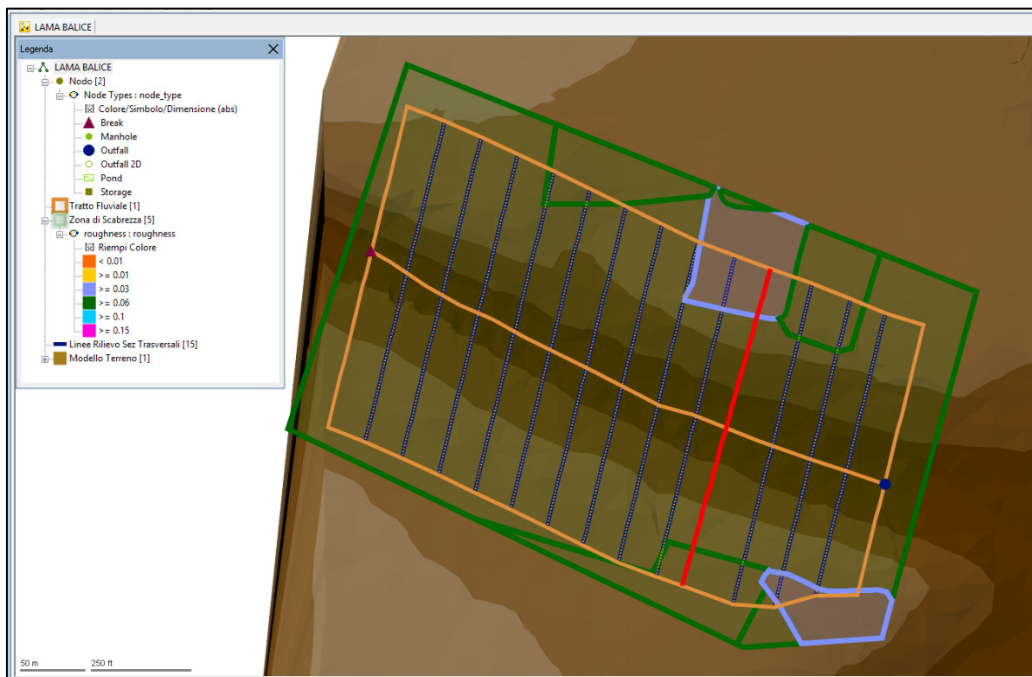 LAMA BALICE
Legenda
LAMA BALICE
Nodo [2]
Node Types : node_type
Colore/Simbolo/Dimensione (abs)
Break
Manhole
Outfall
Outfall 2D
Pond
Storage
Tratto Fluviale [1]
Zona di Scabrezza [5]
roughness : roughness
Riempi Colore
< 0.01
>= 0.01
>= 0.03
>= 0.06
>= 0.1
>= 0.15
Linee Rilievo Sez Trasversali [15]
Modello Terreno [1]
50 m 250 ft